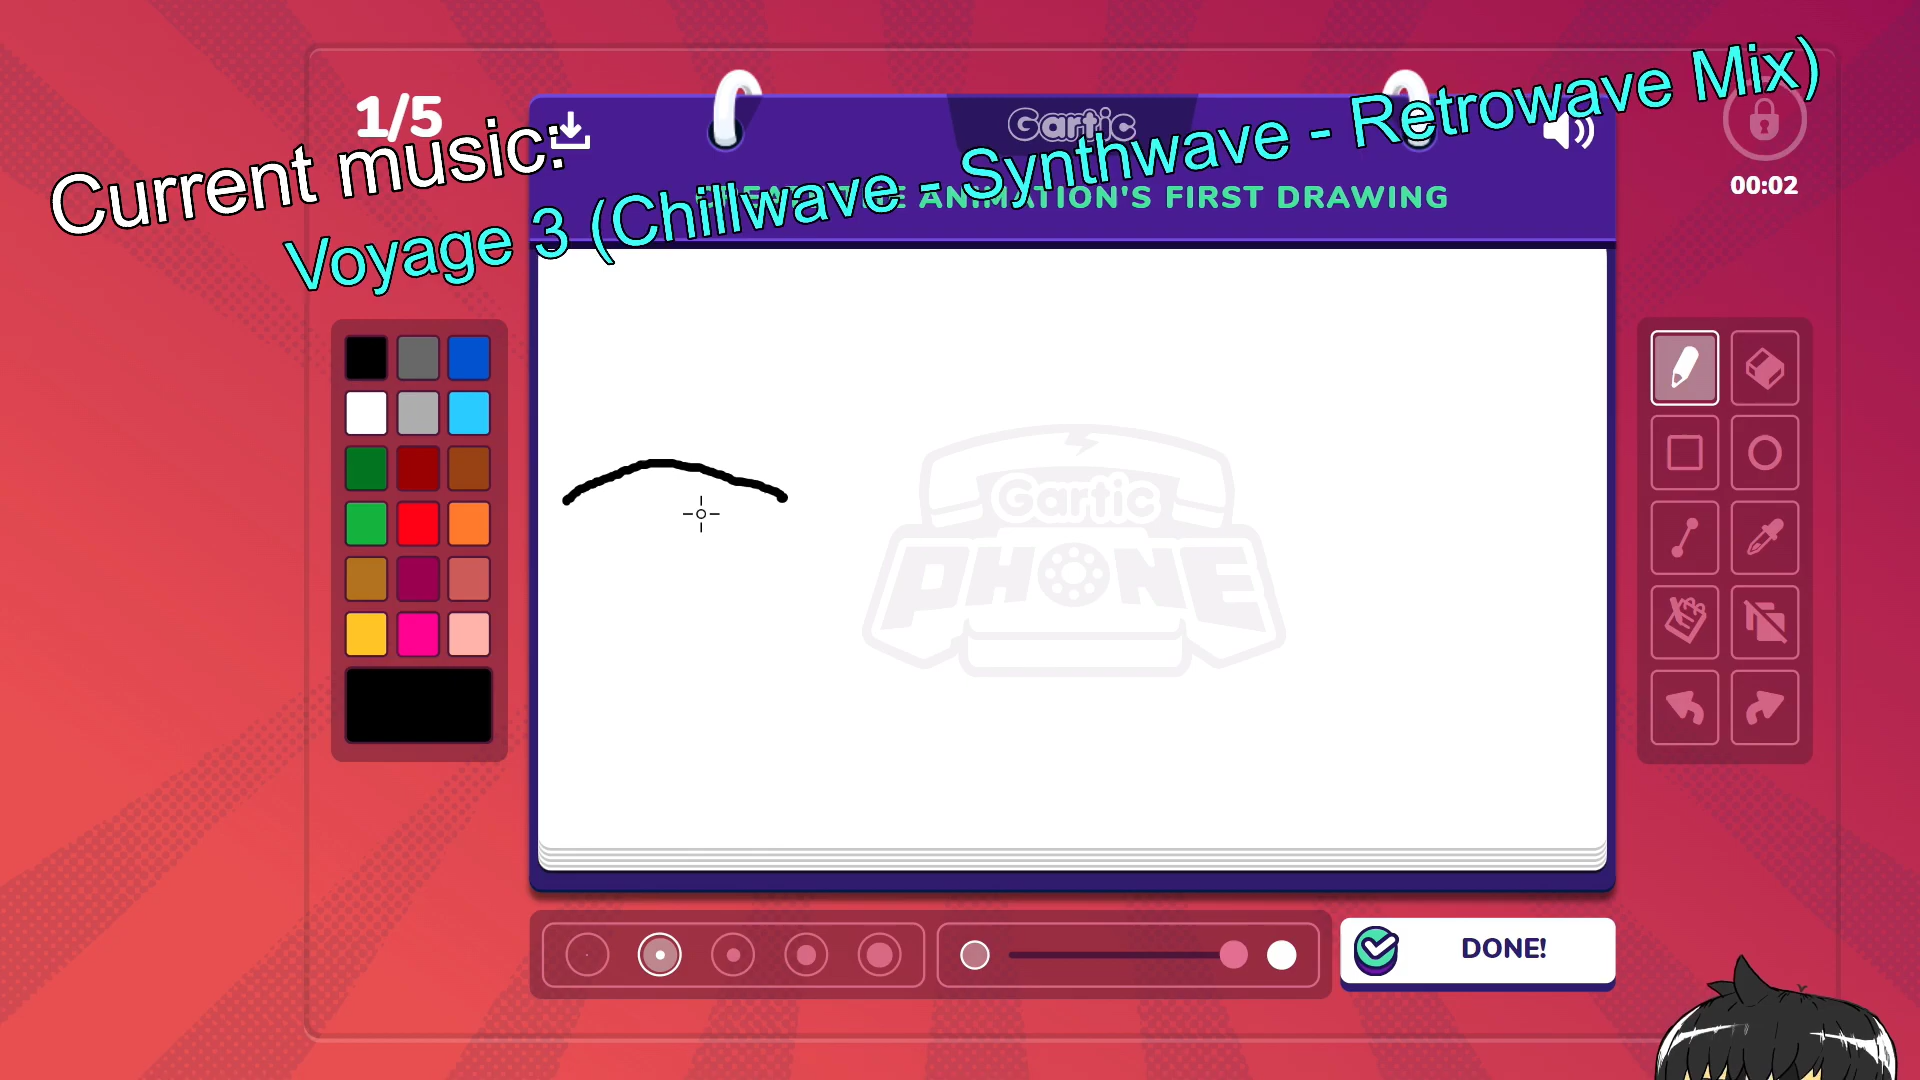 1/5
Current music:
Voyage 3 (Chillwave - Synthwave - Retrowave Mix)
Gartic
ANIMATION'S FIRST DRAWING
00:02
Gartic
PHONE
DONE!